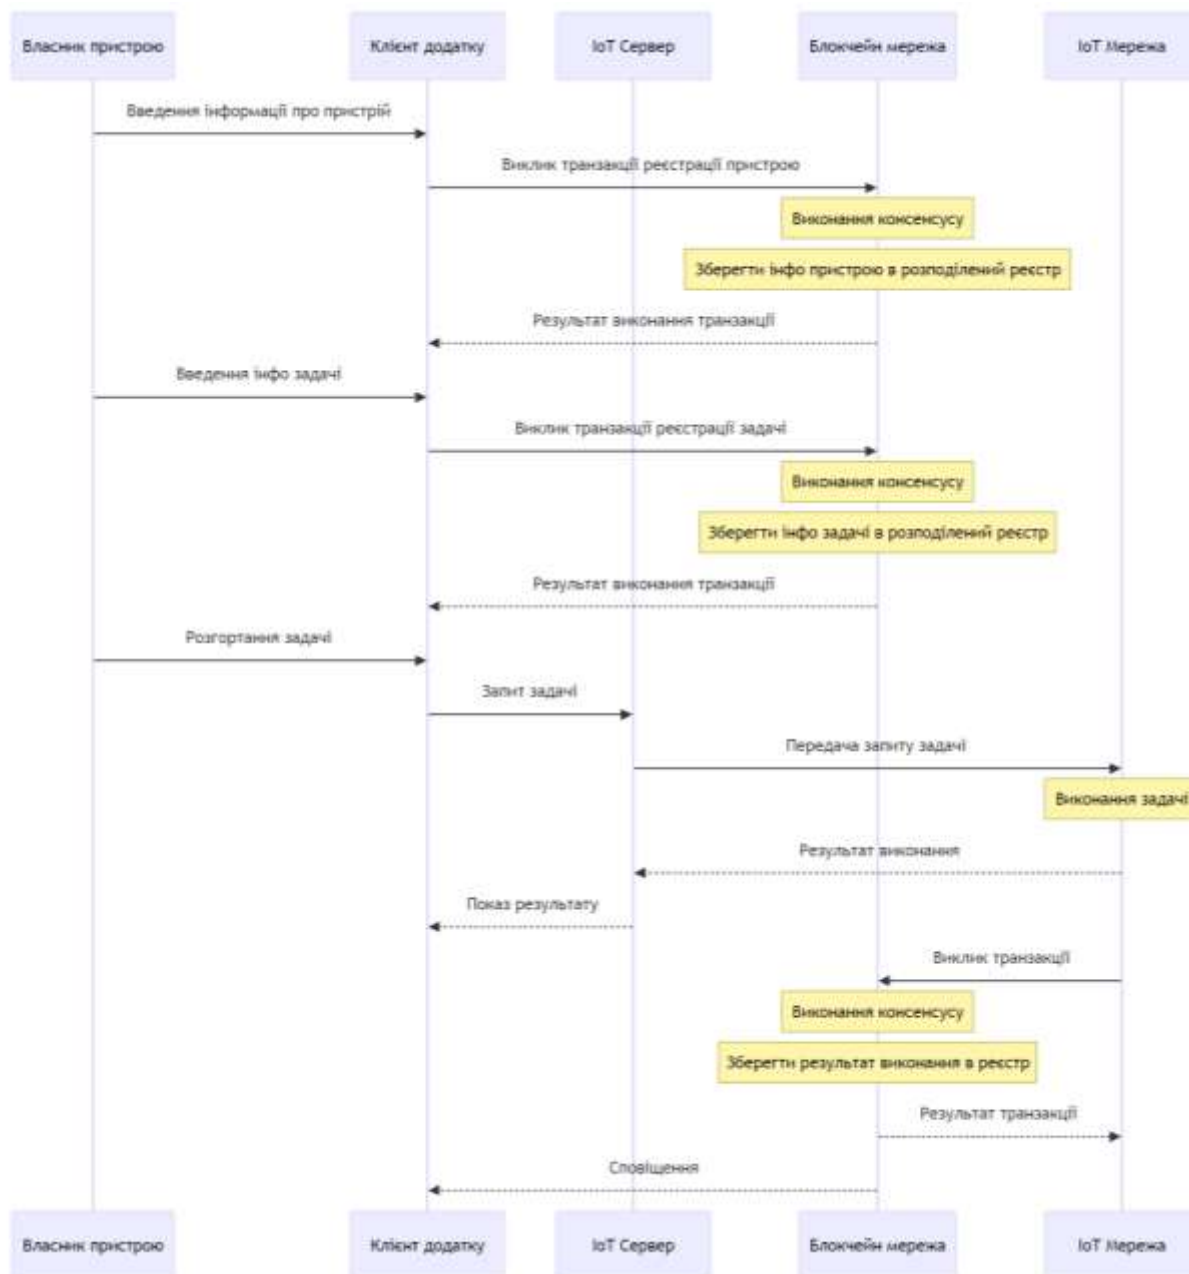 Власник пристрою
Клієнт додатку
IoT Сервер
Блокчейн мережа
IoT Мережа
Введення інформації про пристрій
Виклик транзакції реєстрації пристрою
Виконання консенсусу
Зберегти інфо пристрою в розподілений реєстр
Результат виконання транзакції
Введення інфо задачі
Виклик транзакції реєстрації задачі
Виконання консенсусу
Зберегти інфо задачі в розподілений реєстр
Результат виконання транзакції
Розгортання задачі
Запит задачі
Передача запиту задачі
Виконання задачі
Результат виконання
Показ результату
Виклик транзакції
Виконання консенсусу
Зберегти результат виконання в реєстр
Результат транзакції
Сповіщення
Власник пристрою
Клієнт додатку
IoT Сервер
Блокчейн мережа
IoT Мережа